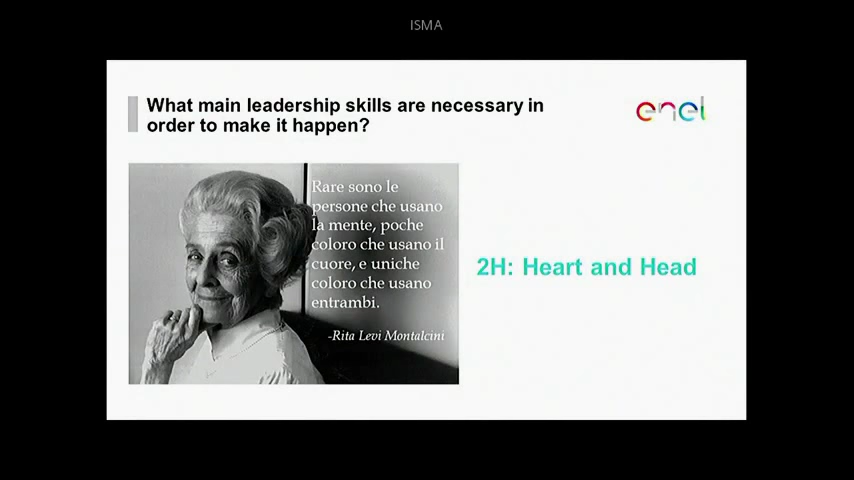 ISMA
What main leadership skills are necessary in
order to make it happen?
enel
Rare sono le
persone che usano
la mente, poche
coloro che usano il
cuore, e uniche
coloro che usano
entrambi.
-Rita Levi Montalcini
2H: Heart and Head